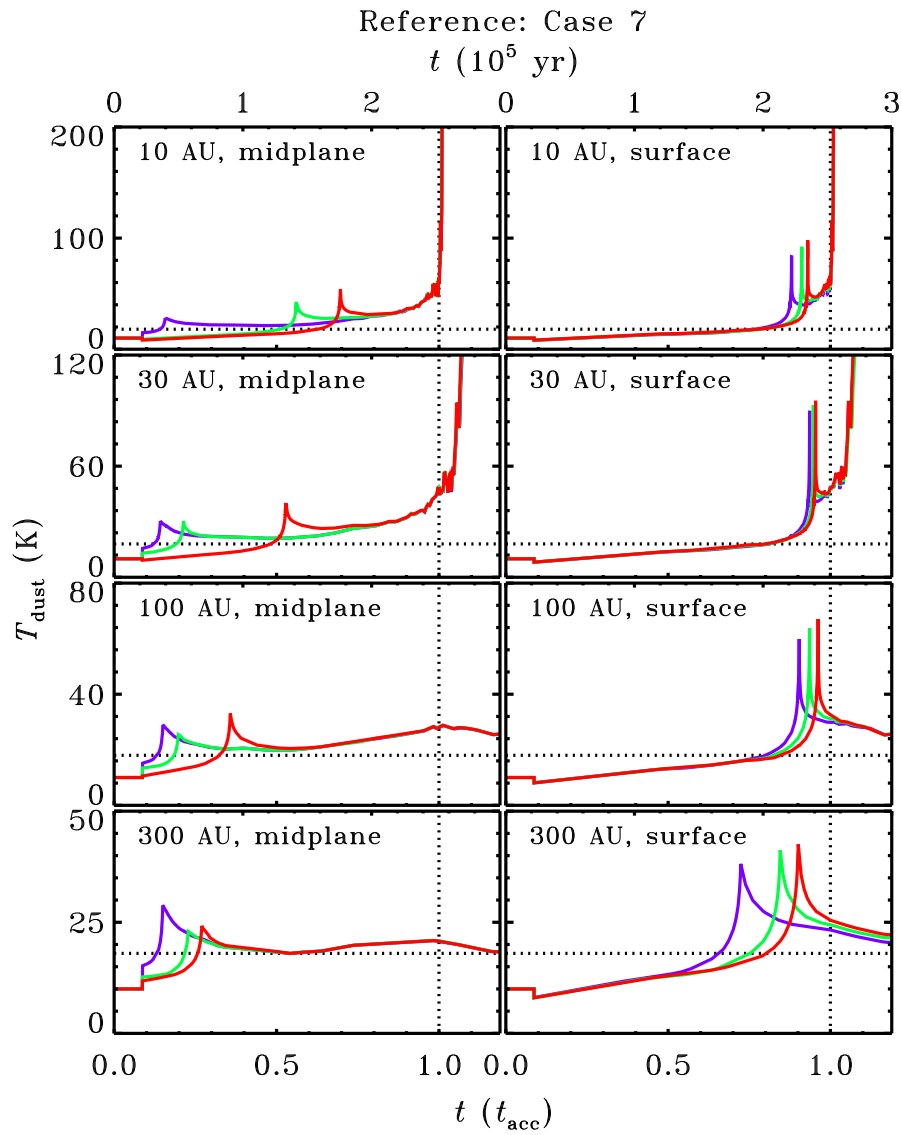 Reference: Case 7
t (10^5 yr)
0 1 2 0 1 2 3
200 10 AU, midplane 10 AU, surface
100
0
120 30 AU, midplane 30 AU, surface
60
0
T_dust (K)
80 100 AU, midplane 100 AU, surface
40
0
50 300 AU, midplane 300 AU, surface
25
0
0.0 0.5 1.0 0.0 0.5 1.0
t (t_acc)